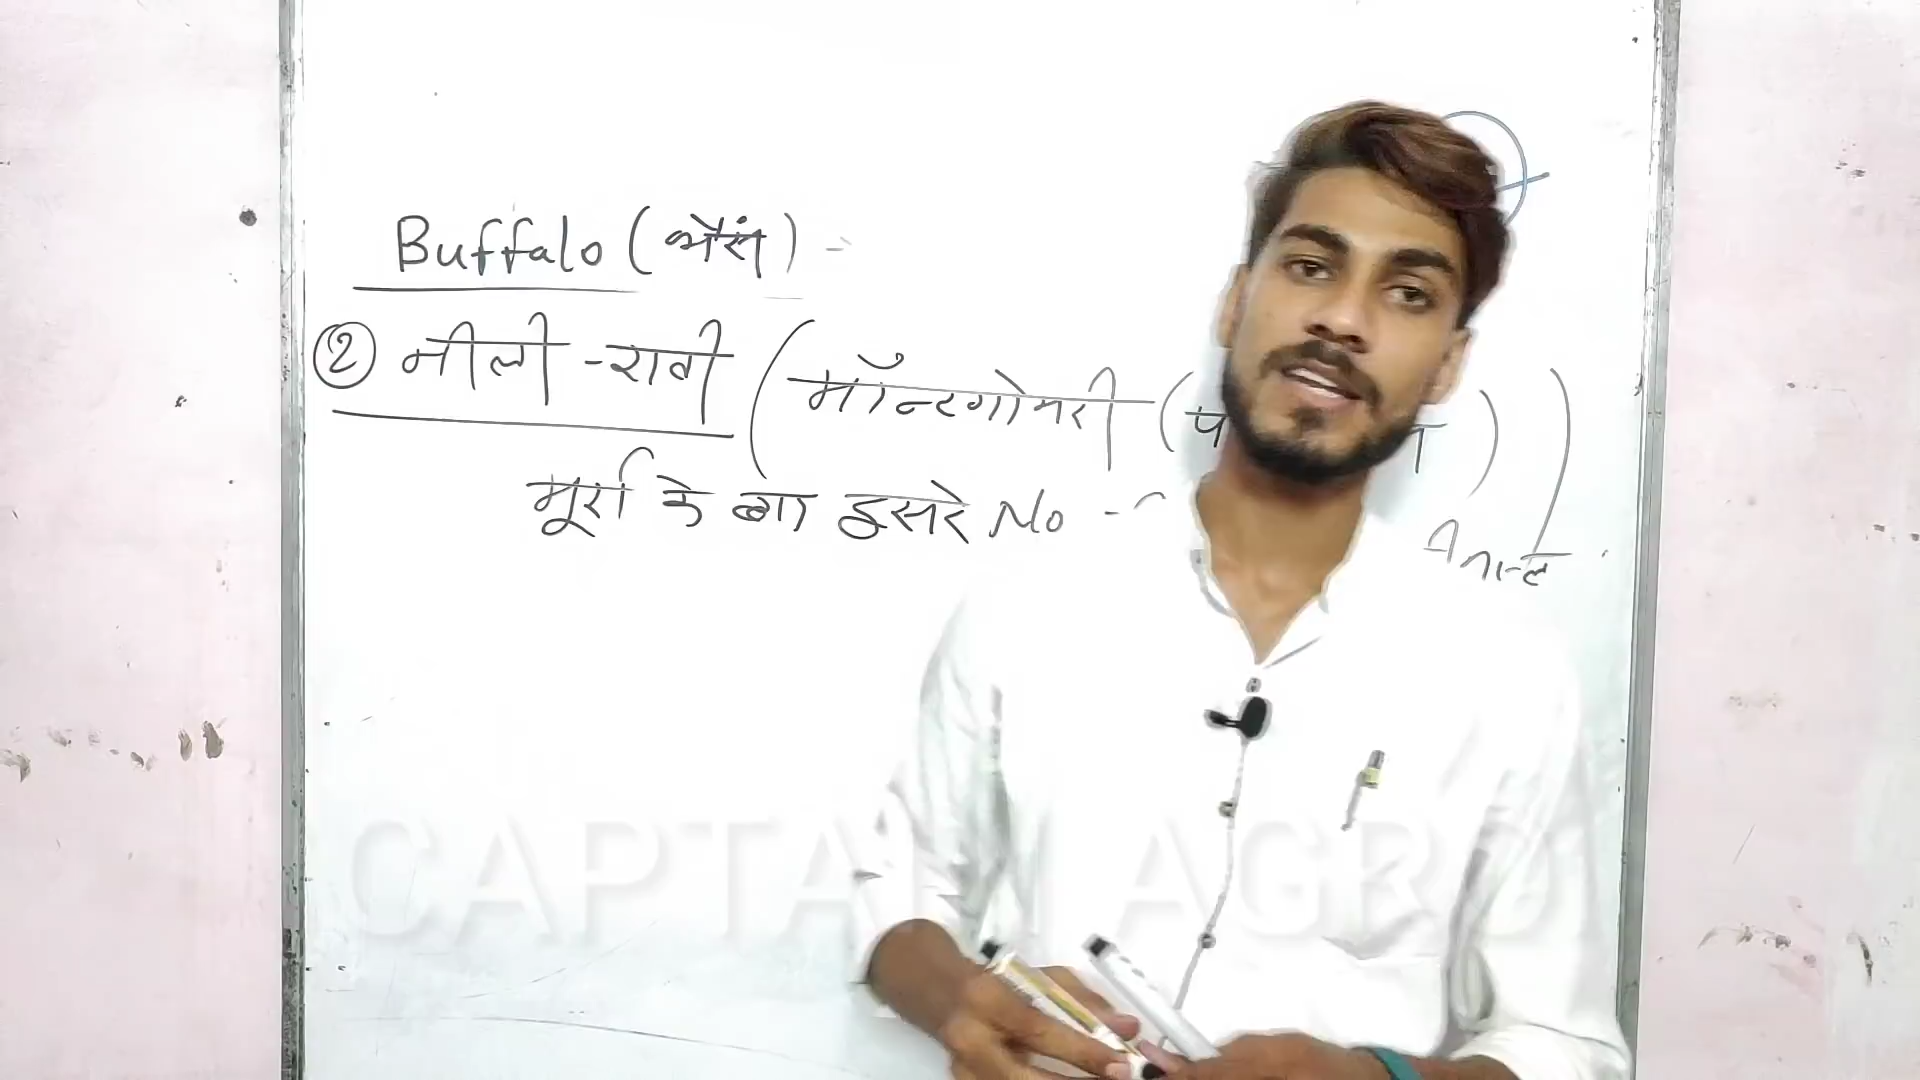 Buffalo (भैंस) -
② नीली - रावी (मॉन्टगोमरी (
मूर्रा के बाद दुसरे No -
CAPTAIN AGRO